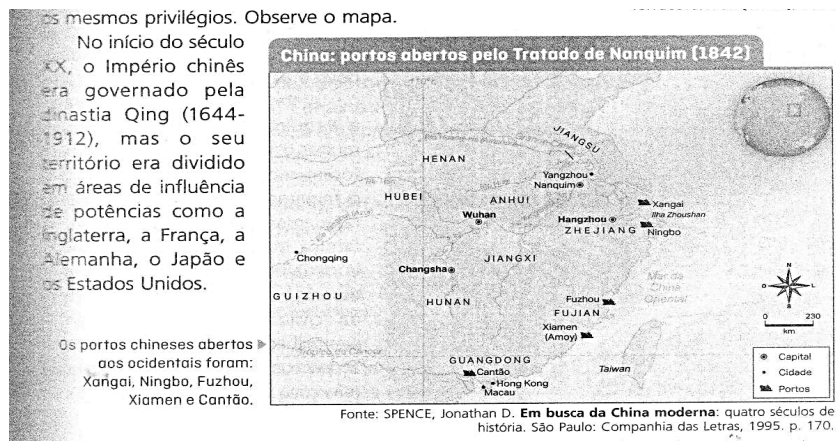 os mesmos privilégios. Observe o mapa.
No início do século
XX, o Império chinês
era governado pela
dinastia Qing (1644-
1912), mas o seu
território era dividido
em áreas de influência
de potências como a
Inglaterra, a França, a
Alemanha, o Japão e
os Estados Unidos.
Os portos chineses abertos
aos ocidentais foram:
Xangai, Ningbo, Fuzhou,
Xiamen e Cantão.
China: portos abertos pelo Tratado de Nanquim (1842)
JIANGSU
HENAN
Yangzhou
Nanquim
HUBEI
ANHUI
Xangai
Ilha Zhoushan
Wuhan
Hangzhou
ZHEJIANG
Ningbo
Chongqing
JIANGXI
Changsha
Mar da
China
Oriental
GUIZHOU
HUNAN
Fuzhou
FUJIAN
Xiamen
(Amoy)
Trópico de Câncer
GUANGDONG
Cantão
Hong Kong
Macau
Taiwan
N
O
L
S
0 230
km
Capital
Cidade
Portos
Fonte: SPENCE, Jonathan D. Em busca da China moderna: quatro séculos de
história. São Paulo: Companhia das Letras, 1995. p. 170.